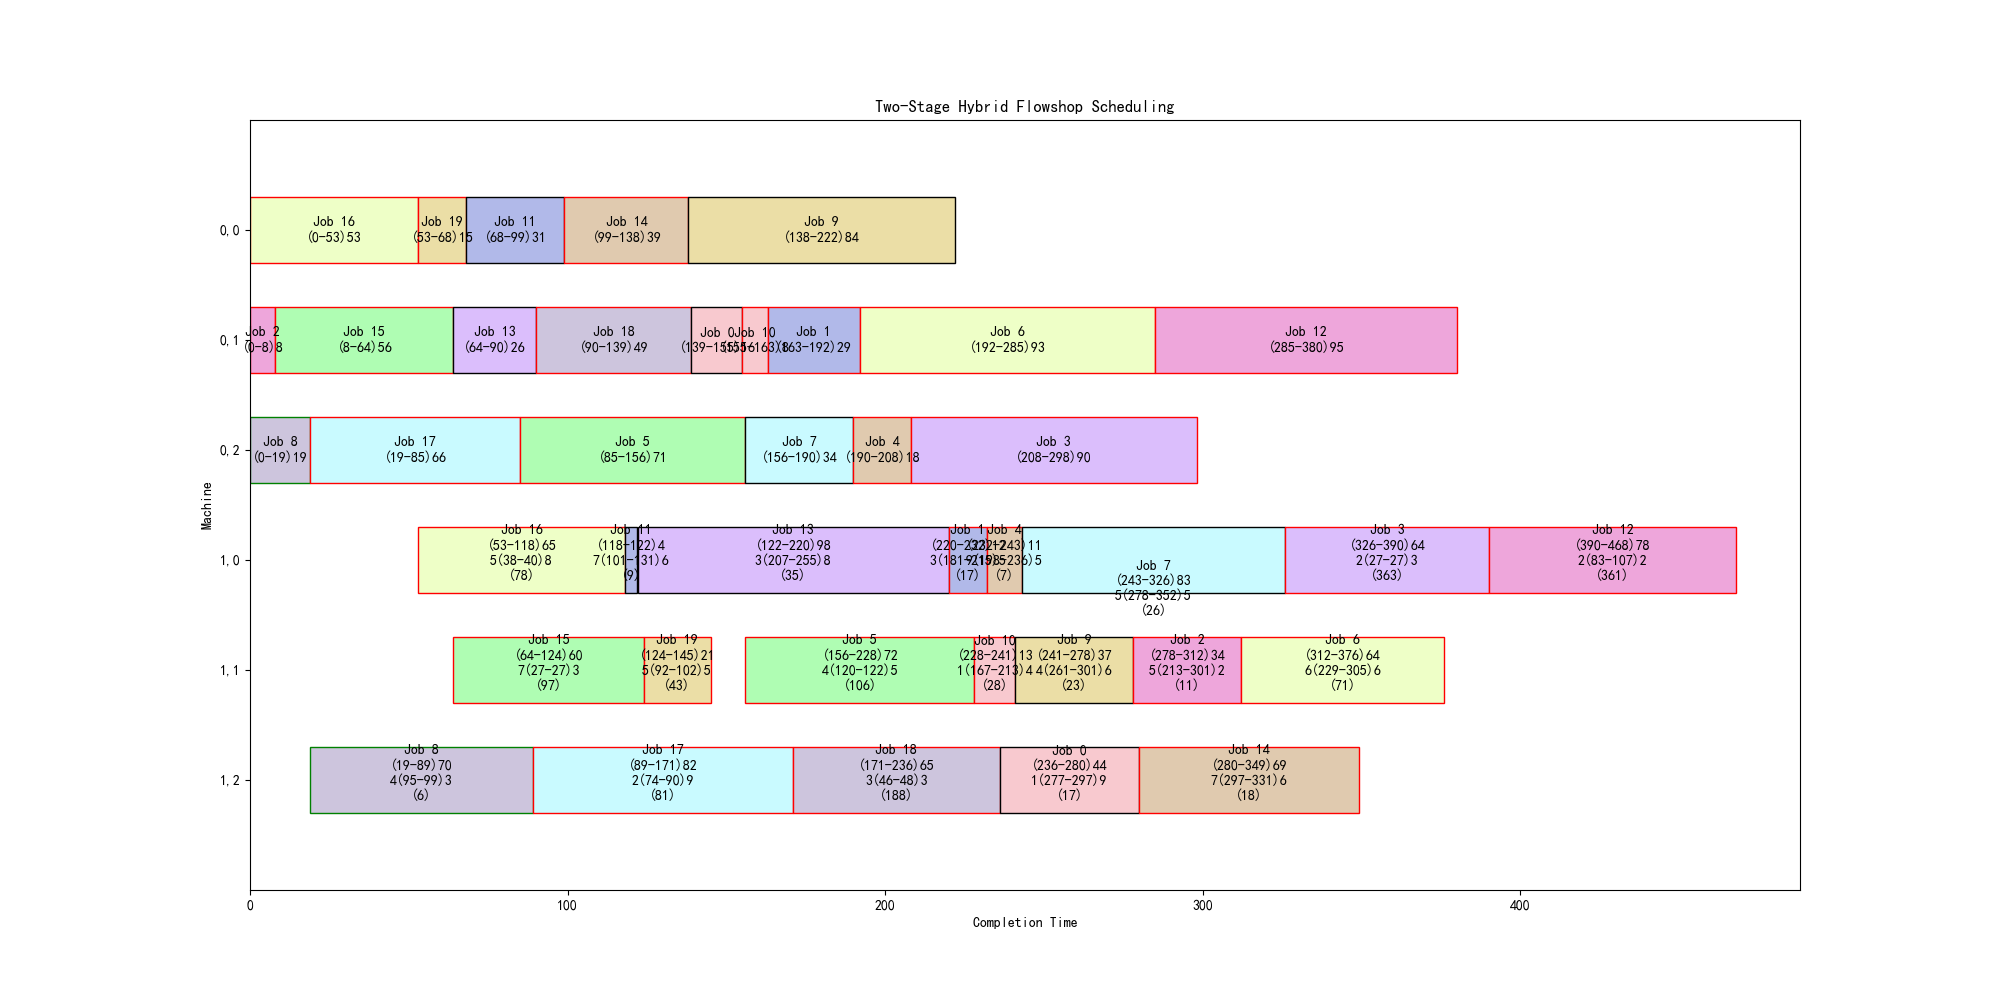 Two-Stage Hybrid Flowshop Scheduling
0,0
Job 16
(0-53)53
Job 19
(53-68)15
Job 11
(68-99)31
Job 14
(99-138)39
Job 9
(138-222)84
0,1
Job 2
(0-8)8
Job 15
(8-64)56
Job 13
(64-90)26
Job 18
(90-139)49
Job 0
(139-155)16
Job 10
(155-163)8
Job 1
(163-192)29
Job 6
(192-285)93
Job 12
(285-380)95
0,2
Job 8
(0-19)19
Job 17
(19-85)66
Job 5
(85-156)71
Job 7
(156-190)34
Job 4
(190-208)18
Job 3
(208-298)90
Machine
1,0
Job 16
(53-118)65
5(38-40)8
(78)
Job 11
(118-122)4
7(101-131)6
(9)
Job 13
(122-220)98
3(207-255)8
(35)
Job 1
(220-232)12
(17)
Job 4
(232-243)11
(7)
Job 7
(243-326)83
5(278-352)5
(26)
Job 3
(326-390)64
2(27-27)3
(363)
Job 12
(390-468)78
2(83-107)2
(361)
1,1
Job 15
(64-124)60
7(27-27)3
(97)
Job 19
(124-145)21
5(92-102)5
(43)
Job 5
(156-228)72
4(120-122)5
(106)
Job 10
(228-241)13
1(167-213)4
(28)
Job 9
(241-278)37
4(261-301)6
(23)
Job 2
(278-312)34
5(213-301)2
(11)
Job 6
(312-376)64
6(229-305)6
(71)
1,2
Job 8
(19-89)70
4(95-99)3
(6)
Job 17
(89-171)82
2(74-90)9
(81)
Job 18
(171-236)65
3(46-48)3
(188)
Job 0
(236-280)44
1(277-297)9
(17)
Job 14
(280-349)69
7(297-331)6
(18)
0
100
200
300
400
Completion Time